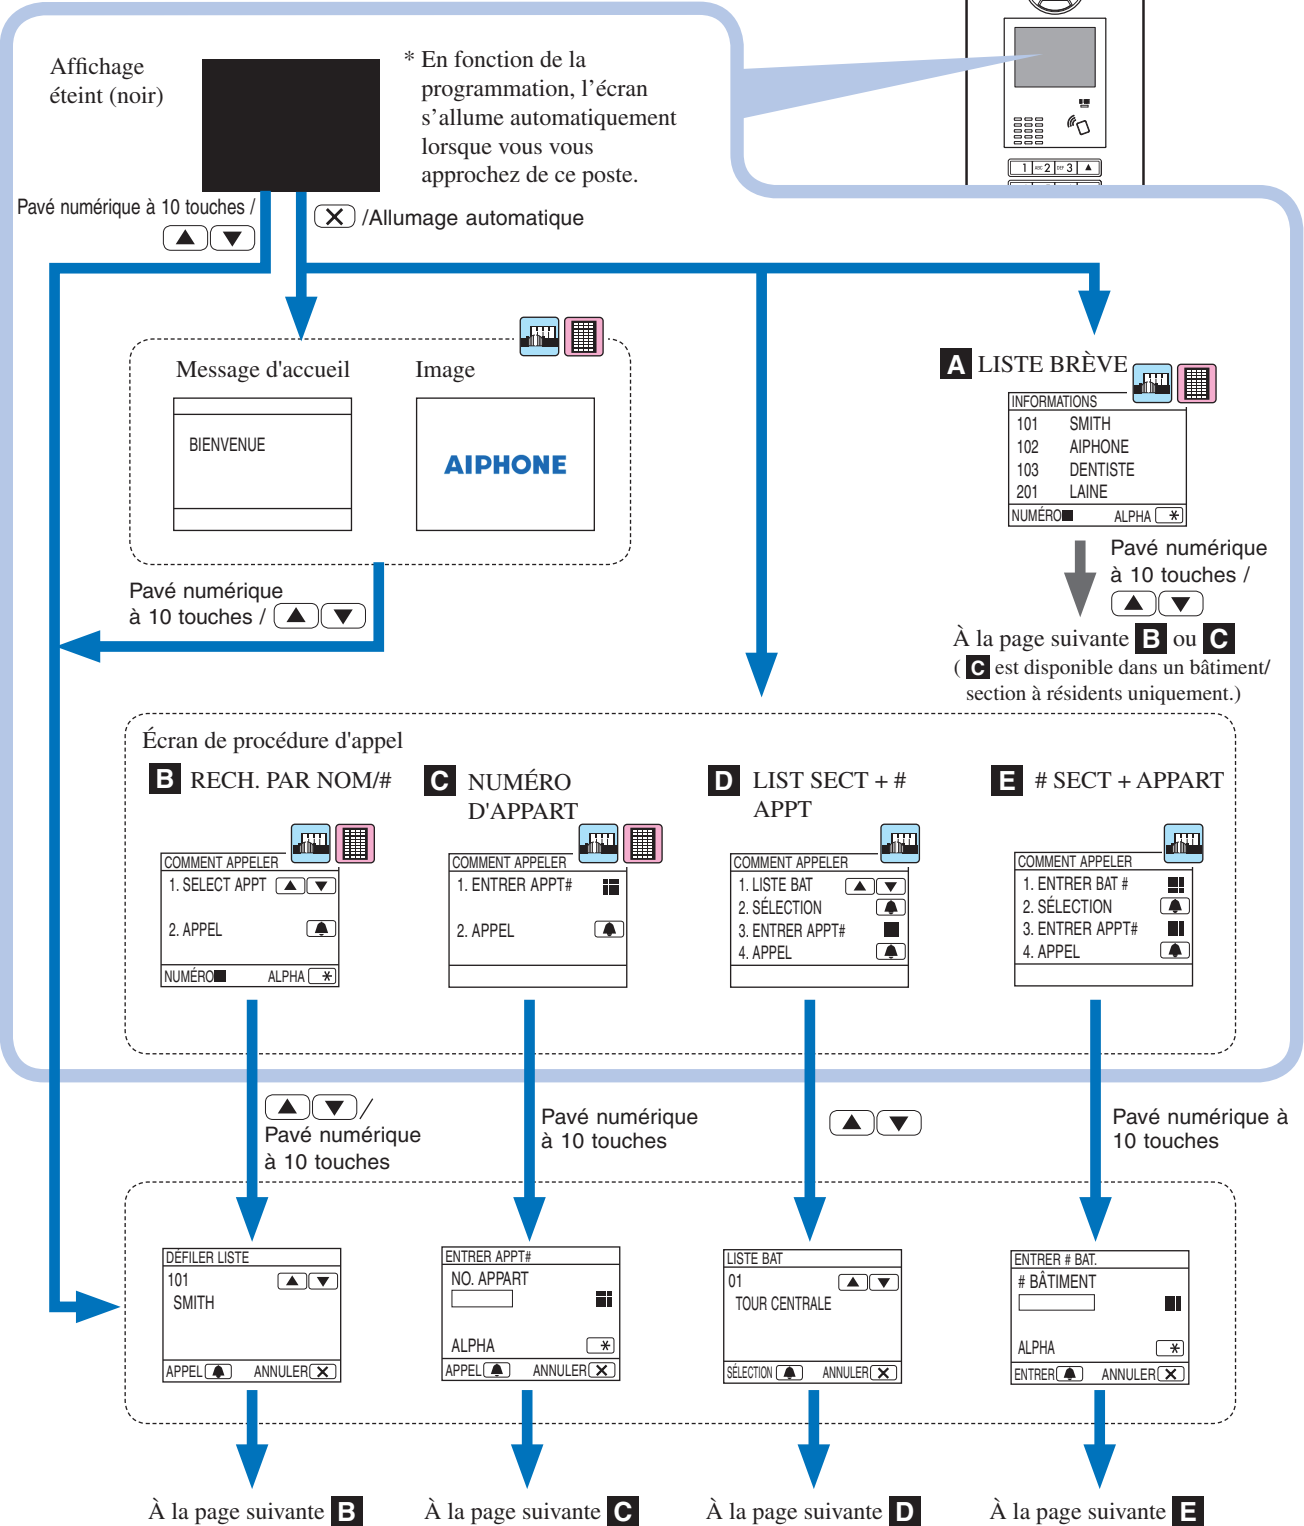 Affichage
éteint (noir)
* En fonction de la
programmation, l'écran
s'allume automatiquement
lorsque vous vous
approchez de ce poste.
1 ABC 2 DEF 3 ▲
Pavé numérique à 10 touches /
▲ ▼
X /Allumage automatique
Message d'accueil
BIENVENUE
Image
AIPHONE
A LISTE BRÈVE
INFORMATIONS
101 SMITH
102 AIPHONE
103 DENTISTE
201 LAINE
NUMÉRO■ ALPHA *
Pavé numérique
à 10 touches /
▲ ▼
À la page suivante B ou C
( C est disponible dans un bâtiment/
section à résidents uniquement.)
Pavé numérique
à 10 touches / ▲ ▼
Écran de procédure d'appel
B RECH. PAR NOM/#
COMMENT APPELER
1. SELECT APPT ▲ ▼
2. APPEL
NUMÉRO■ ALPHA *
C NUMÉRO
D'APPART
COMMENT APPELER
1. ENTRER APPT#
2. APPEL
D LIST SECT + #
APPT
COMMENT APPELER
1. LISTE BAT ▲ ▼
2. SÉLECTION
3. ENTRER APPT#
4. APPEL
E # SECT + APPART
COMMENT APPELER
1. ENTRER BAT #
2. SÉLECTION
3. ENTRER APPT#
4. APPEL
▲ ▼ /
Pavé numérique
à 10 touches
Pavé numérique
à 10 touches
▲ ▼
Pavé numérique à
10 touches
DÉFILER LISTE
101 ▲ ▼
SMITH
APPEL ANNULER X
ENTRER APPT#
NO. APPART
ALPHA *
APPEL ANNULER X
LISTE BAT
01 ▲ ▼
TOUR CENTRALE
SÉLECTION ANNULER X
ENTRER # BAT.
# BÂTIMENT
ALPHA *
ENTRER ANNULER X
À la page suivante B
À la page suivante C
À la page suivante D
À la page suivante E